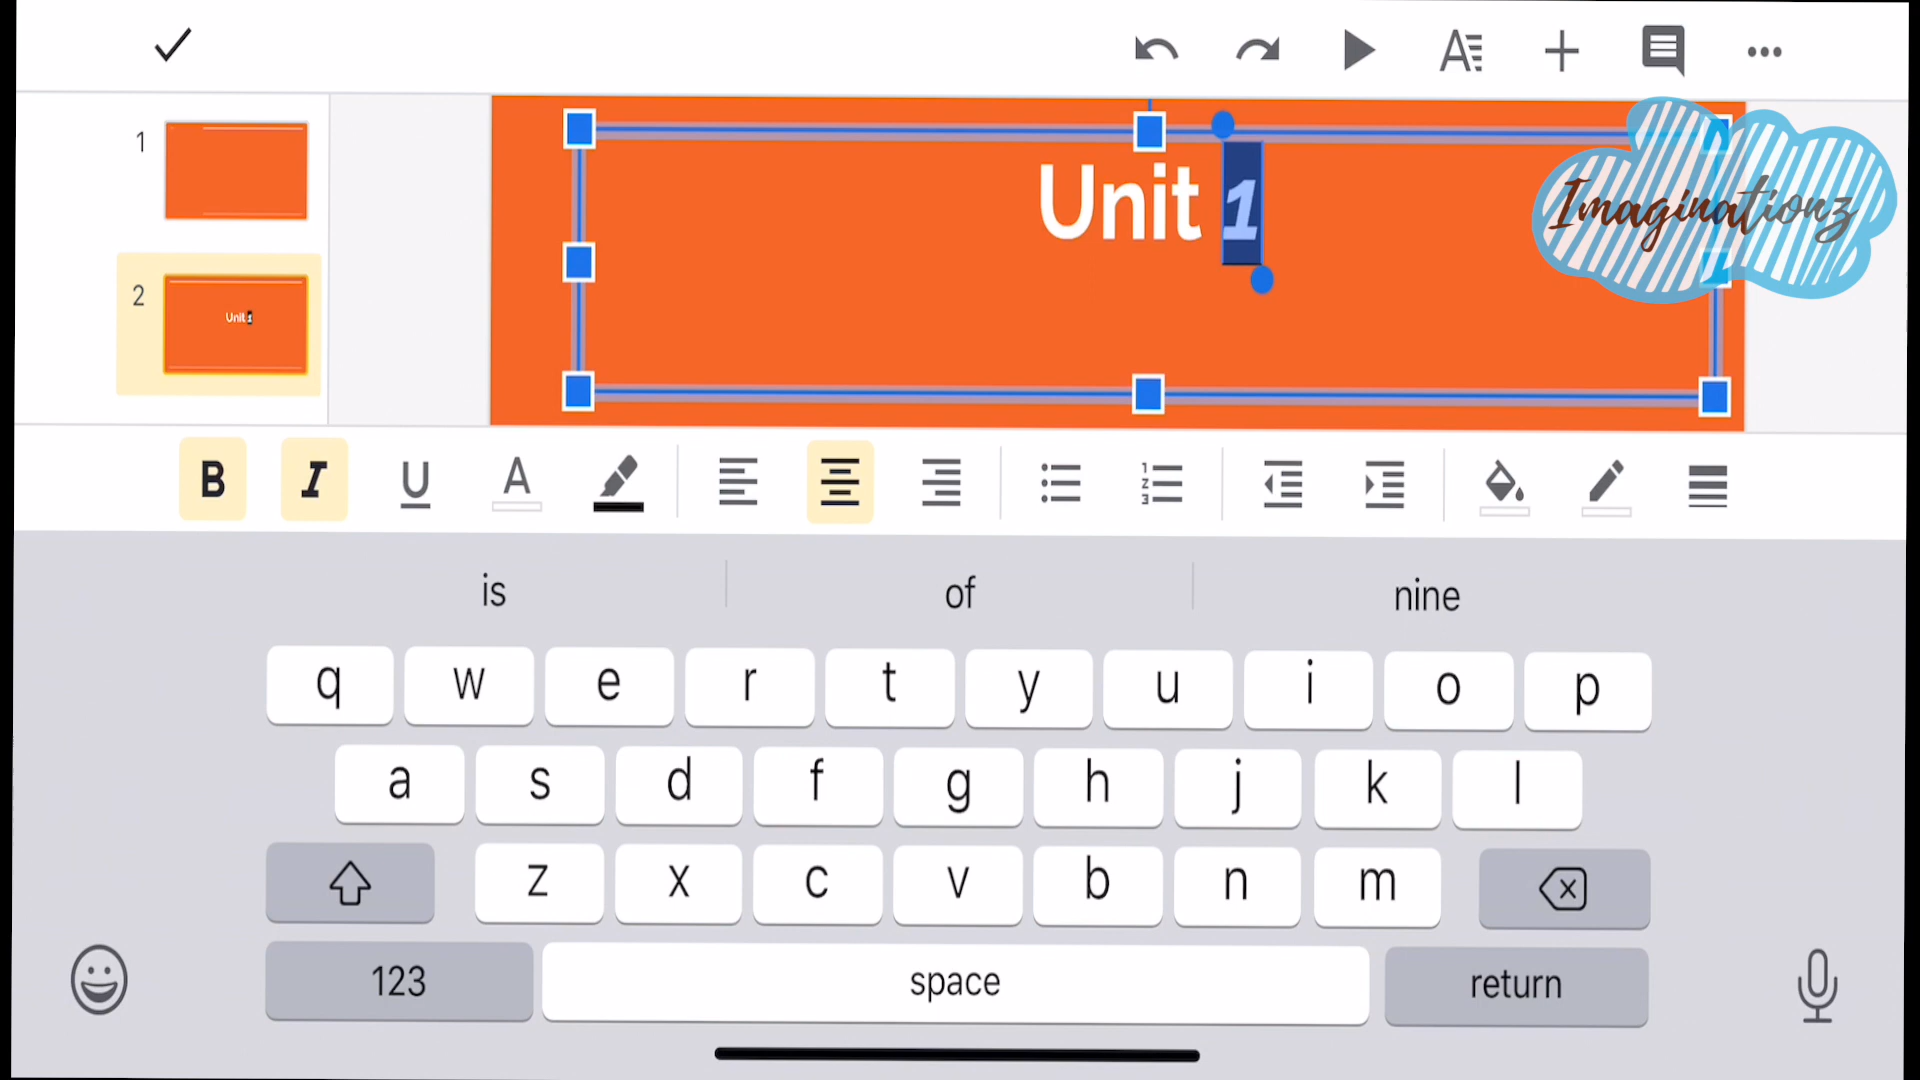 1
Unit 1
Imaginationz
2
Unit 1
B I U A
is of nine
q w e r t y u i o p
a s d f g h j k l
z x c v b n m
123 space return